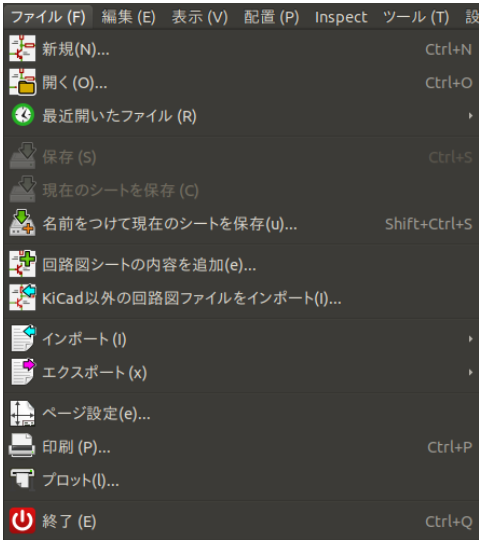 ファイル (F) 編集 (E) 表示 (V) 配置 (P) Inspect ツール (T) 設
新規(N)... Ctrl+N
開く(O)... Ctrl+O
最近開いたファイル (R)
保存 (S) Ctrl+S
現在のシートを保存 (C)
名前をつけて現在のシートを保存(u)... Shift+Ctrl+S
回路図シートの内容を追加(e)...
KiCad以外の回路図ファイルをインポート(I)...
インポート(I)
エクスポート(x)
ページ設定(e)...
印刷 (P)... Ctrl+P
プロット(l)...
終了 (E) Ctrl+Q